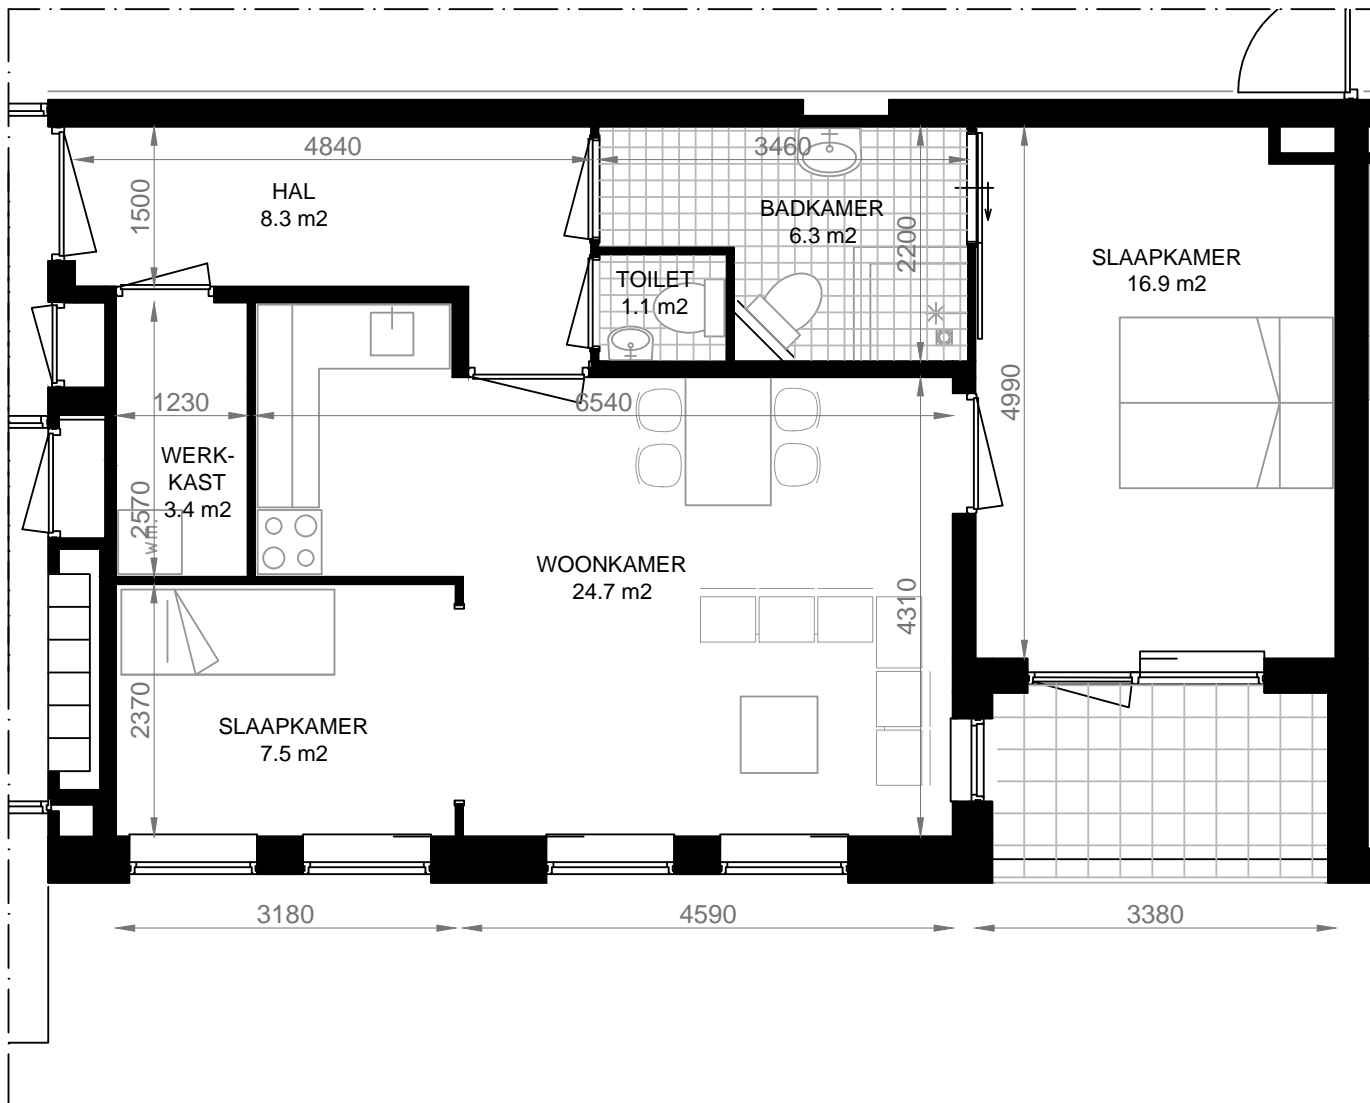 4840
3460
1500
HAL
8.3 m2
BADKAMER
6.3 m2
2200
SLAAPKAMER
16.9 m2
TOILET
1.1 m2
4990
1230
6540
WERK-
KAST
3.4 m2
2570
w.m.
WOONKAMER
24.7 m2
4310
2370
SLAAPKAMER
7.5 m2
3180
4590
3380